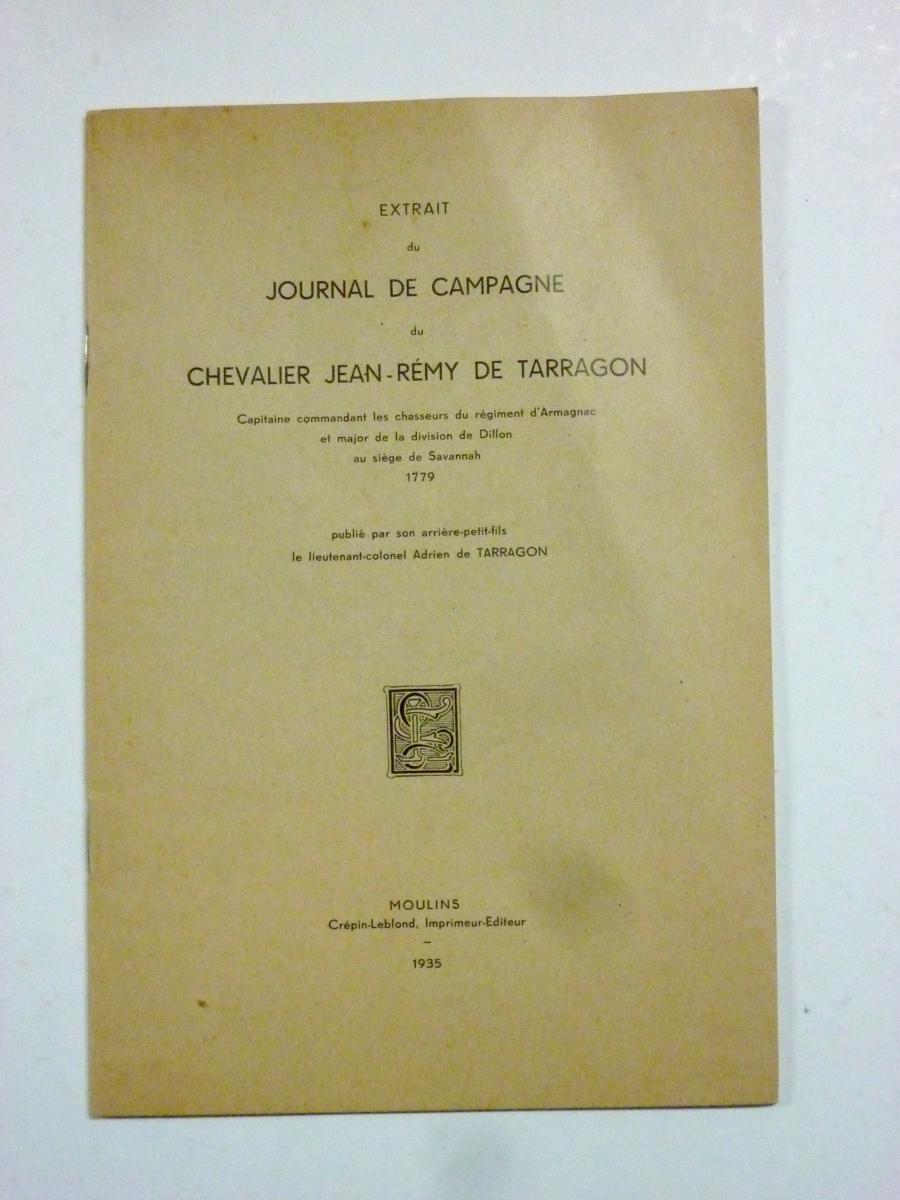 EXTRAIT
du
JOURNAL DE CAMPAGNE
du
CHEVALIER JEAN-RÉMY DE TARRAGON
Capitaine commandant les chasseurs du régiment d'Armagnac
et major de la division de Dillon
au siège de Savannah
1779
publié par son arrière-petit-fils
le lieutenant-colonel Adrien de TARRAGON
MOULINS
Crépin-Leblond, Imprimeur-Editeur
1935